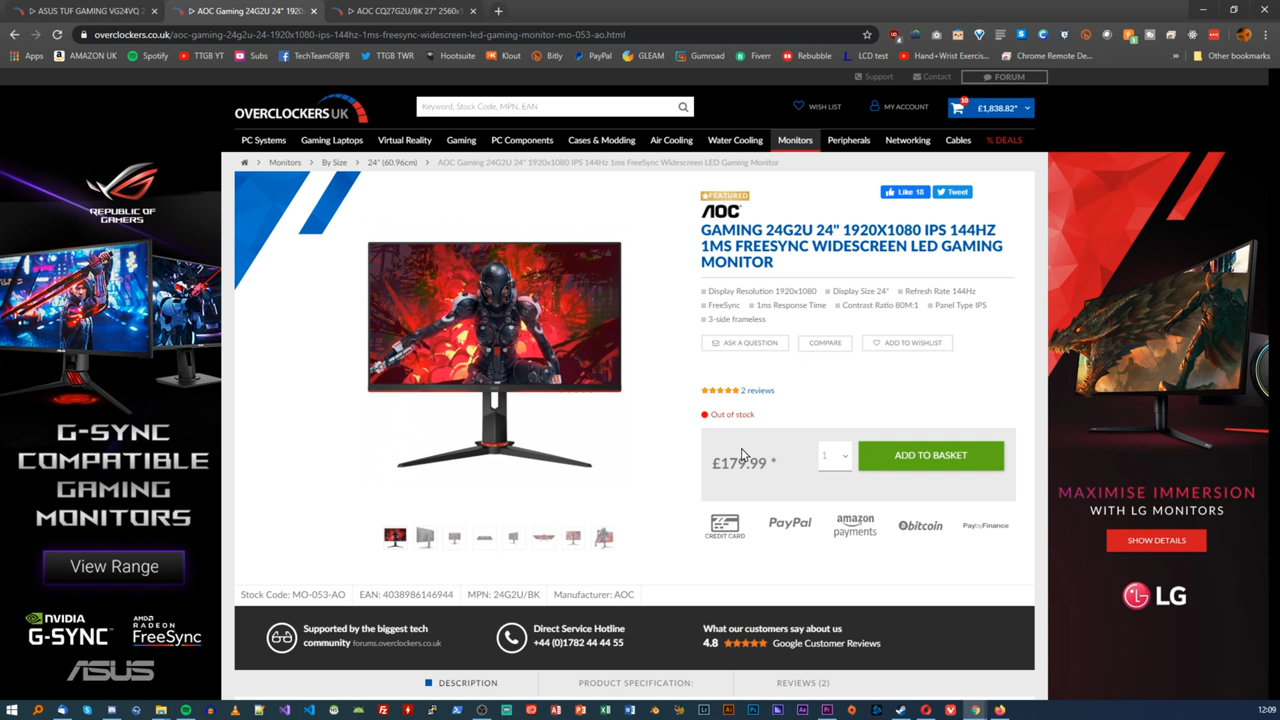 ASUS TUF GAMING VG24VQ 2
AOC Gaming 24G2U 24" 1920
AOC CQ27G2U/BK 27" 2560x1
overclockers.co.uk/aoc-gaming-24g2u-24-1920x1080-ips-144hz-1ms-freesync-widescreen-led-gaming-monitor-mo-053-ao.html
Apps
AMAZON UK
Spotify
TTGB YT
Subs
TechTeamGBJFB
TTGB TWR
Hootsuite
Klout
Bitly
PayPal
GLEAM
Gumroad
Fiverr
Rebubble
LCD test
Hand+Wrist Exercis...
Chrome Remote De...
»
Other bookmarks
Support
Contact
FORUM
OVERCLOCKERS UK
Keyword, Stock Code, MPN, EAN
WISH LIST
MY ACCOUNT
10
£1,838.82*
PC Systems
Gaming Laptops
Virtual Reality
Gaming
PC Components
Cases & Modding
Air Cooling
Water Cooling
Monitors
Peripherals
Networking
Cables
% DEALS
Monitors
By Size
24" (60.96cm)
AOC Gaming 24G2U 24" 1920x1080 IPS 144Hz 1ms FreeSync Widescreen LED Gaming Monitor
REPUBLIC OF
GAMERS
G-SYNC
COMPATIBLE
GAMING
MONITORS
View Range
NVIDIA
G-SYNC
AMD
RADEON
FreeSync
ASUS
FEATURED
Like 18
Tweet
AOC
GAMING 24G2U 24" 1920X1080 IPS 144HZ
1MS FREESYNC WIDESCREEN LED GAMING
MONITOR
Display Resolution 1920x1080
Display Size 24"
Refresh Rate 144Hz
FreeSync
1ms Response Time
Contrast Ratio 80M:1
Panel Type IPS
3-side frameless
ASK A QUESTION
COMPARE
ADD TO WISHLIST
2 reviews
Out of stock
£179.99 *
1
ADD TO BASKET
CREDIT CARD
PayPal
amazon
payments
bitcoin
PayByFinance
MAXIMISE IMMERSION
WITH LG MONITORS
SHOW DETAILS
LG
Stock Code: MO-053-AO
EAN: 4038986146944
MPN: 24G2U/BK
Manufacturer: AOC
Supported by the biggest tech
community forums.overclockers.co.uk
Direct Service Hotline
+44 (0)1782 44 44 55
What our customers say about us
4.8
Google Customer Reviews
DESCRIPTION
PRODUCT SPECIFICATION:
REVIEWS (2)
12:09